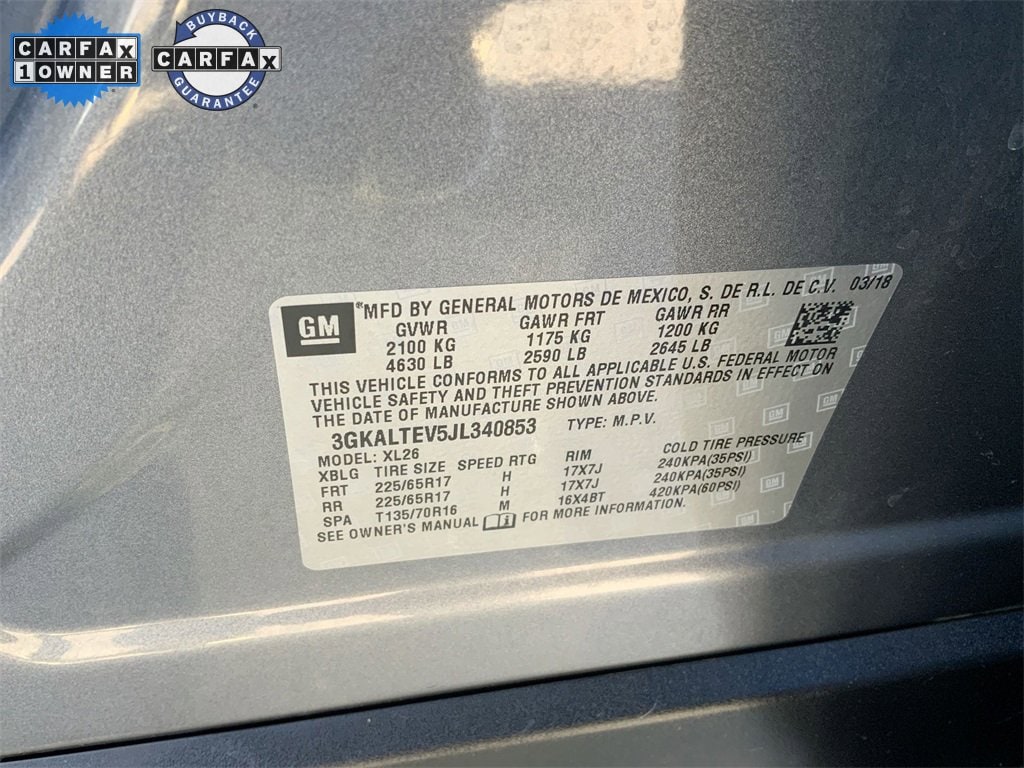 CARFAX
1 OWNER
BUYBACK
CARFAX
GUARANTEE
GM
MFD BY GENERAL MOTORS DE MEXICO, S. DE R.L. DE C.V. 03/18
GVWR GAWR FRT GAWR RR
2100 KG 1175 KG 1200 KG
4630 LB 2590 LB 2645 LB
THIS VEHICLE CONFORMS TO ALL APPLICABLE U.S. FEDERAL MOTOR
VEHICLE SAFETY AND THEFT PREVENTION STANDARDS IN EFFECT ON
THE DATE OF MANUFACTURE SHOWN ABOVE.
3GKALTEV5JL340853 TYPE: M.P.V.
MODEL: XL26
XBLG TIRE SIZE SPEED RTG RIM COLD TIRE PRESSURE
FRT 225/65R17 H 17X7J 240KPA(35PSI)
RR 225/65R17 H 17X7J 240KPA(35PSI)
SPA T135/70R16 M 16X4BT 420KPA(60PSI)
SEE OWNER'S MANUAL FOR MORE INFORMATION.